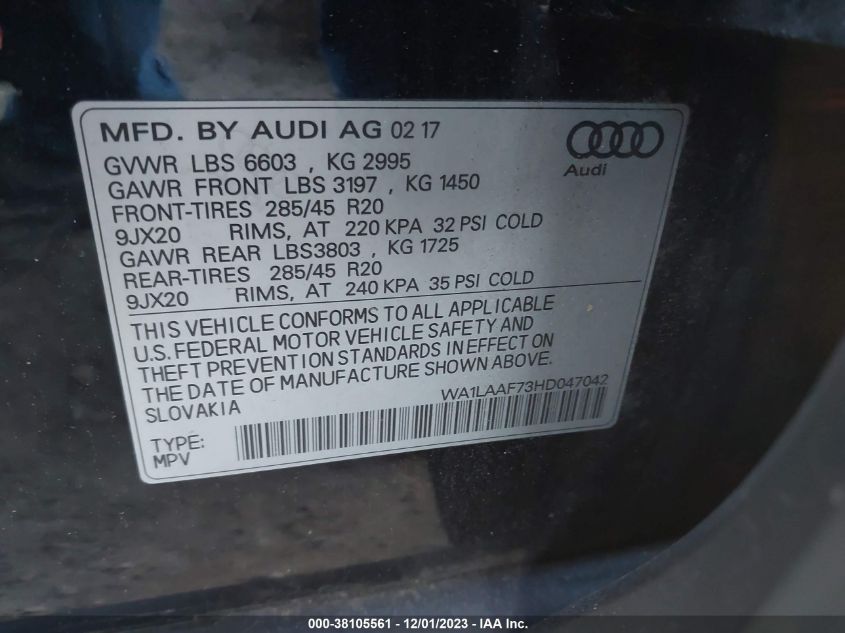 MFD. BY AUDI AG 02 17
Audi
GVWR LBS 6603 , KG 2995
GAWR FRONT LBS 3197 , KG 1450
FRONT-TIRES 285/45 R20
9JX20 RIMS, AT 220 KPA 32 PSI COLD
GAWR REAR LBS3803 , KG 1725
REAR-TIRES 285/45 R20
9JX20 RIMS, AT 240 KPA 35 PSI COLD
THIS VEHICLE CONFORMS TO ALL APPLICABLE
U.S. FEDERAL MOTOR VEHICLE SAFETY AND
THEFT PREVENTION STANDARDS IN EFFECT ON
THE DATE OF MANUFACTURE SHOWN ABOVE.
SLOVAKIA WA1LAAF73HD047042
TYPE:
MPV
000-38105561 - 12/01/2023 - WWW.IAAI.COM